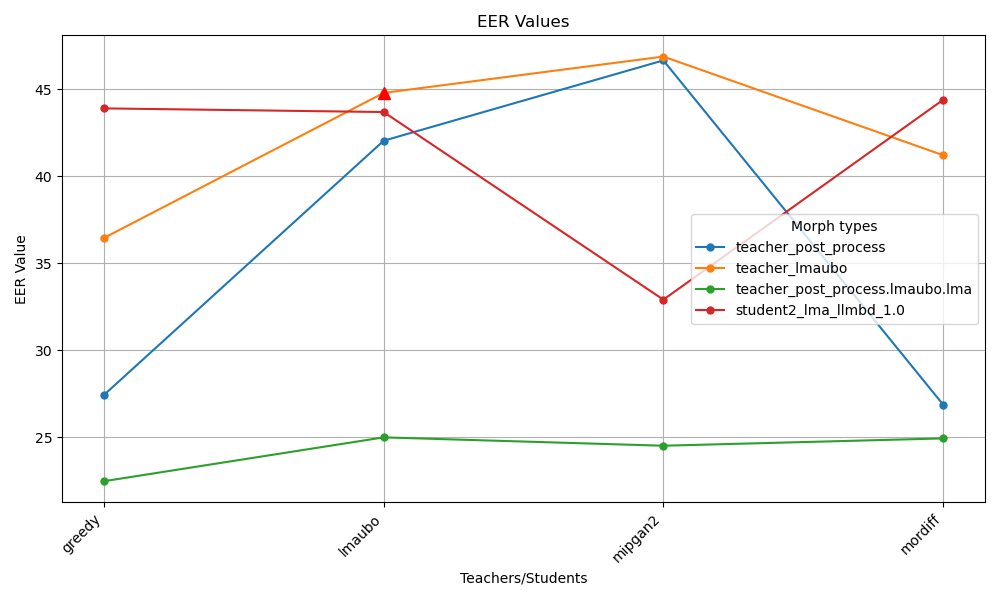 EER Values
EER Value
45
40
35
30
25
Morph types
teacher_post_process
teacher_lmaubo
teacher_post_process.lmaubo.lma
student2_lma_llmbd_1.0
greedy
lmaubo
mipgan2
mordiff
Teachers/Students